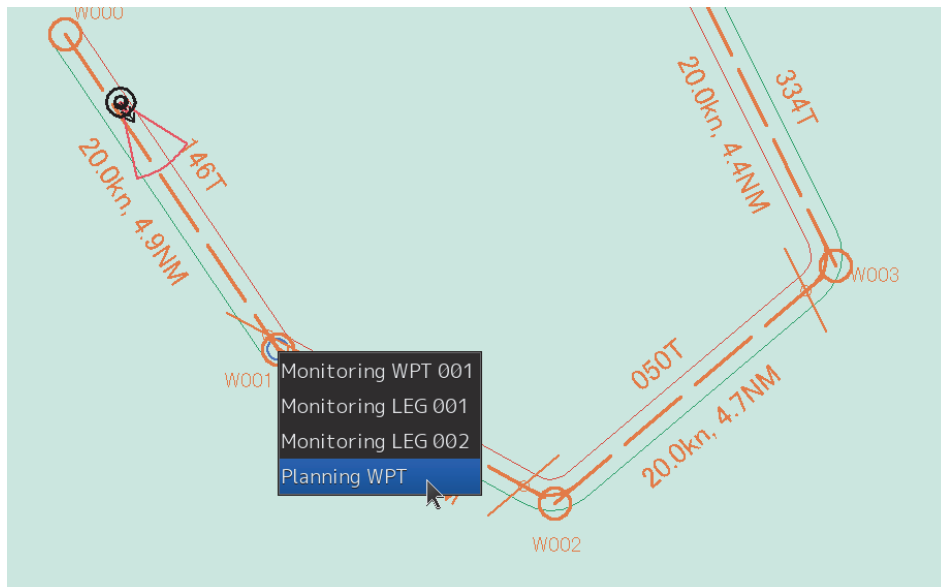 W000
146T
20.0kn, 4.9NM
W001
Monitoring WPT 001
Monitoring LEG 001
Monitoring LEG 002
Planning WPT
W002
050T
20.0kn, 4.7NM
W003
20.0kn, 4.4NM
334T